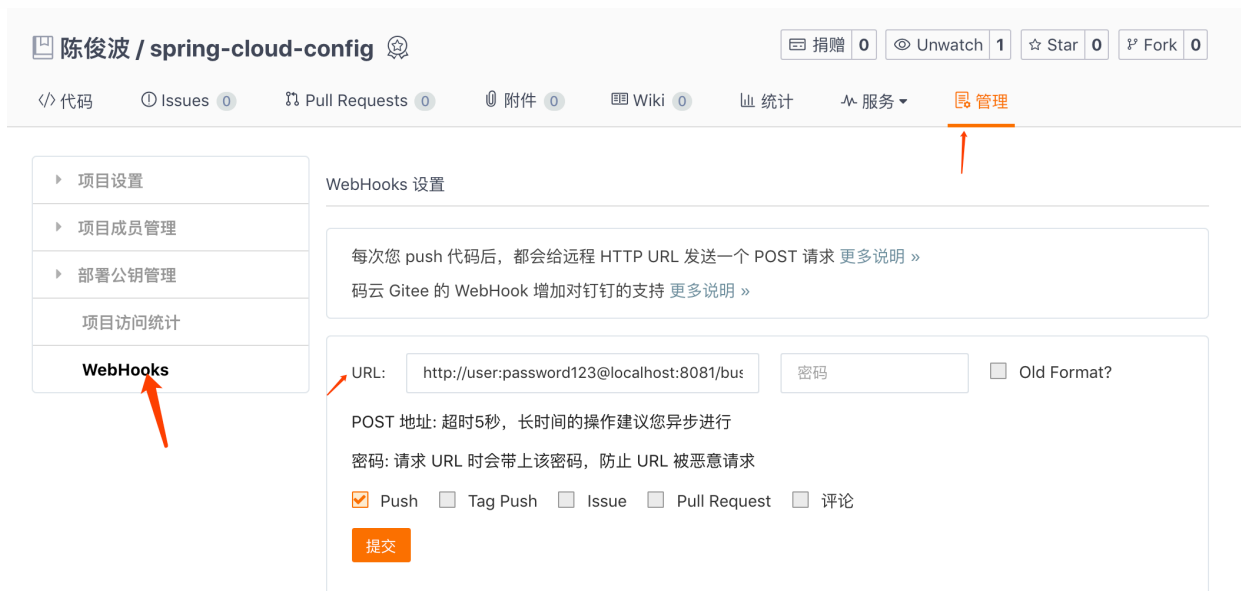 陈俊波 / spring-cloud-config
捐赠 0 Unwatch 1 Star 0 Fork 0
代码 Issues 0 Pull Requests 0 附件 0 Wiki 0 统计 服务 管理
项目设置
项目成员管理
部署公钥管理
项目访问统计
WebHooks
WebHooks 设置
每次您 push 代码后，都会给远程 HTTP URL 发送一个 POST 请求 更多说明 »
码云 Gitee 的 WebHook 增加对钉钉的支持 更多说明 »
URL: http://user:password123@localhost:8081/bus 密码 Old Format?
POST 地址: 超时5秒，长时间的操作建议您异步进行
密码: 请求 URL 时会带上该密码，防止 URL 被恶意请求
Push Tag Push Issue Pull Request 评论
提交